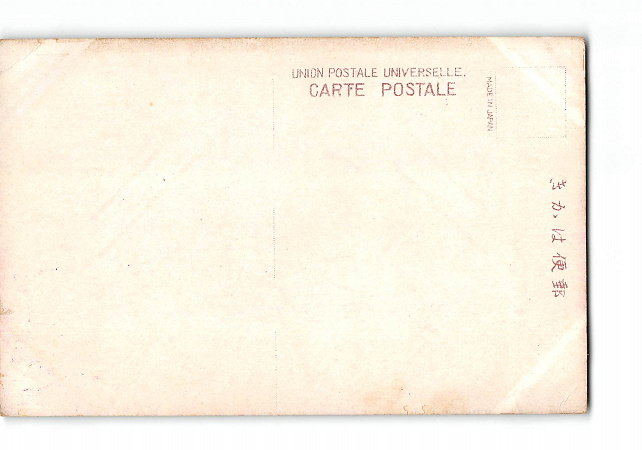 UNION POSTALE UNIVERSELLE.
CARTE POSTALE
MADE IN JAPAN
きかは便郵